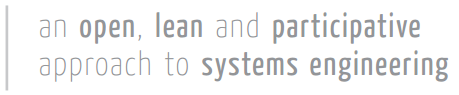 an open, lean and participative
approach to systems engineering